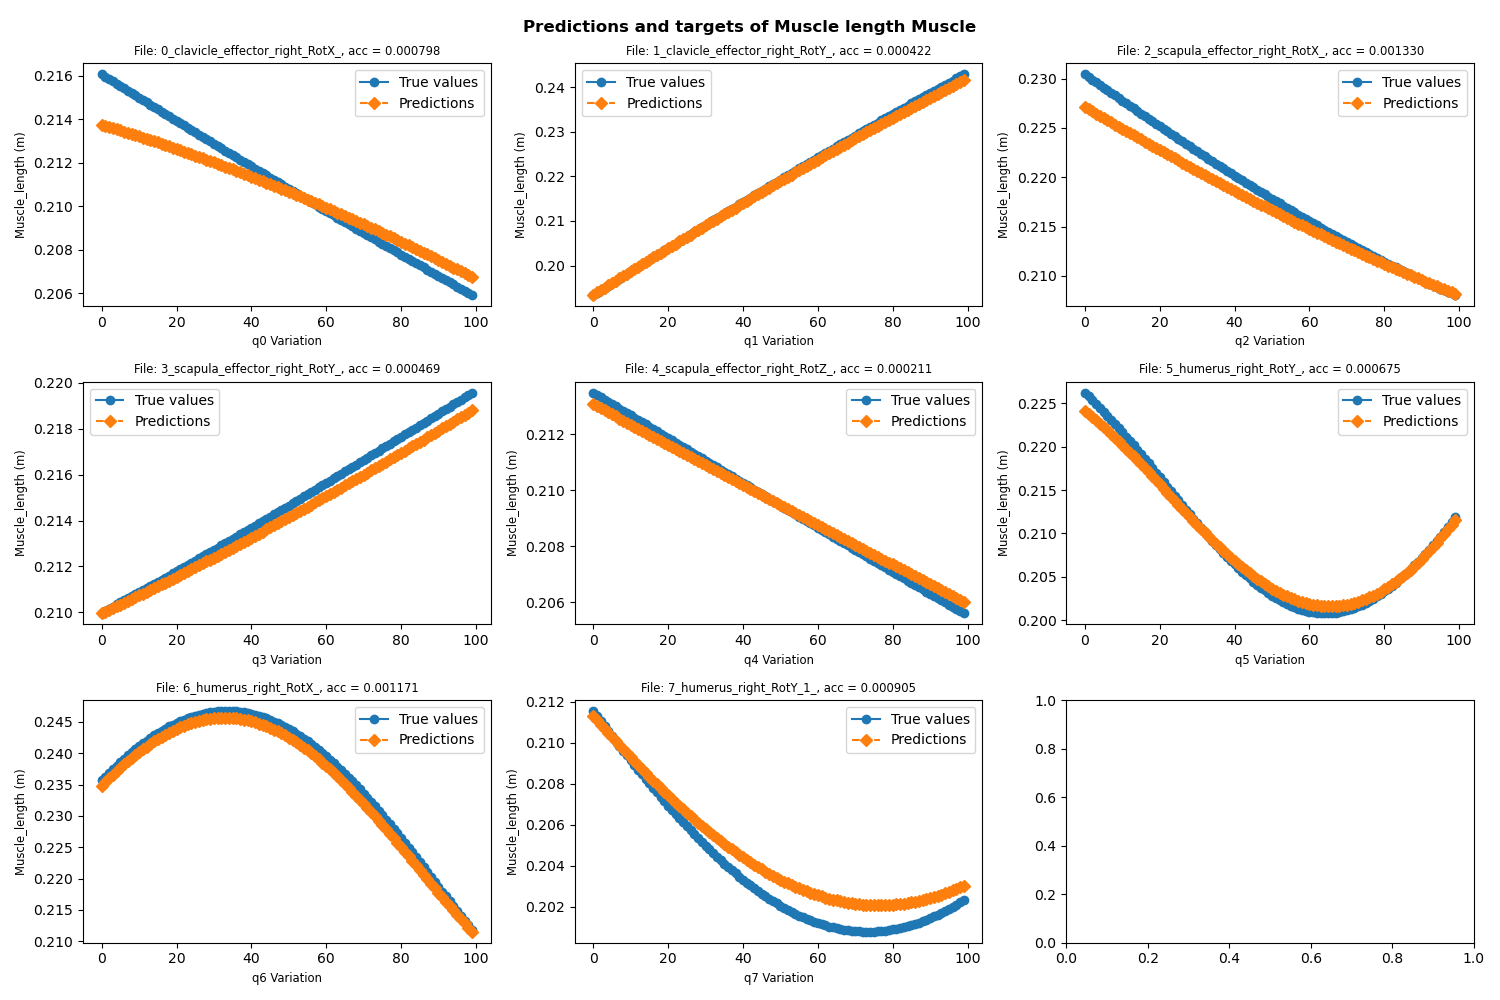 Predictions and targets of Muscle length Muscle
File: 0_clavicle_effector_right_RotX_, acc = 0.000798
0.216
0.214
0.212
0.210
0.208
0.206
Muscle_length (m)
True values
Predictions
0 20 40 60 80 100
q0 Variation
File: 1_clavicle_effector_right_RotY_, acc = 0.000422
0.24
0.23
0.22
0.21
0.20
Muscle_length (m)
True values
Predictions
0 20 40 60 80 100
q1 Variation
File: 2_scapula_effector_right_RotX_, acc = 0.001330
0.230
0.225
0.220
0.215
0.210
Muscle_length (m)
True values
Predictions
0 20 40 60 80 100
q2 Variation
File: 3_scapula_effector_right_RotY_, acc = 0.000469
0.220
0.218
0.216
0.214
0.212
0.210
Muscle_length (m)
True values
Predictions
0 20 40 60 80 100
q3 Variation
File: 4_scapula_effector_right_RotZ_, acc = 0.000211
0.212
0.210
0.208
0.206
Muscle_length (m)
True values
Predictions
0 20 40 60 80 100
q4 Variation
File: 5_humerus_right_RotY_, acc = 0.000675
0.225
0.220
0.215
0.210
0.205
0.200
Muscle_length (m)
True values
Predictions
0 20 40 60 80 100
q5 Variation
File: 6_humerus_right_RotX_, acc = 0.001171
0.245
0.240
0.235
0.230
0.225
0.220
0.215
0.210
Muscle_length (m)
True values
Predictions
0 20 40 60 80 100
q6 Variation
File: 7_humerus_right_RotY_1_, acc = 0.000905
0.212
0.210
0.208
0.206
0.204
0.202
Muscle_length (m)
True values
Predictions
0 20 40 60 80 100
q7 Variation
1.0
0.8
0.6
0.4
0.2
0.0
0.0 0.2 0.4 0.6 0.8 1.0